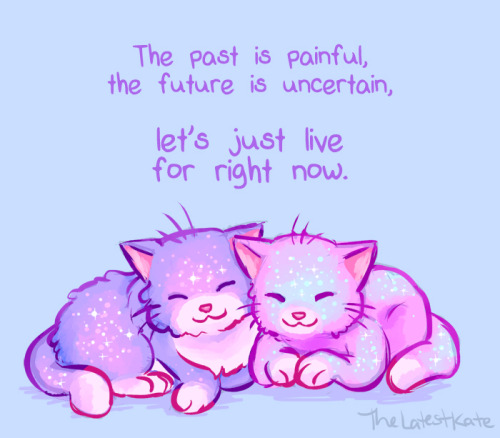 The past is painful,
the future is uncertain,
let's just live
for right now.
TheLatestKate